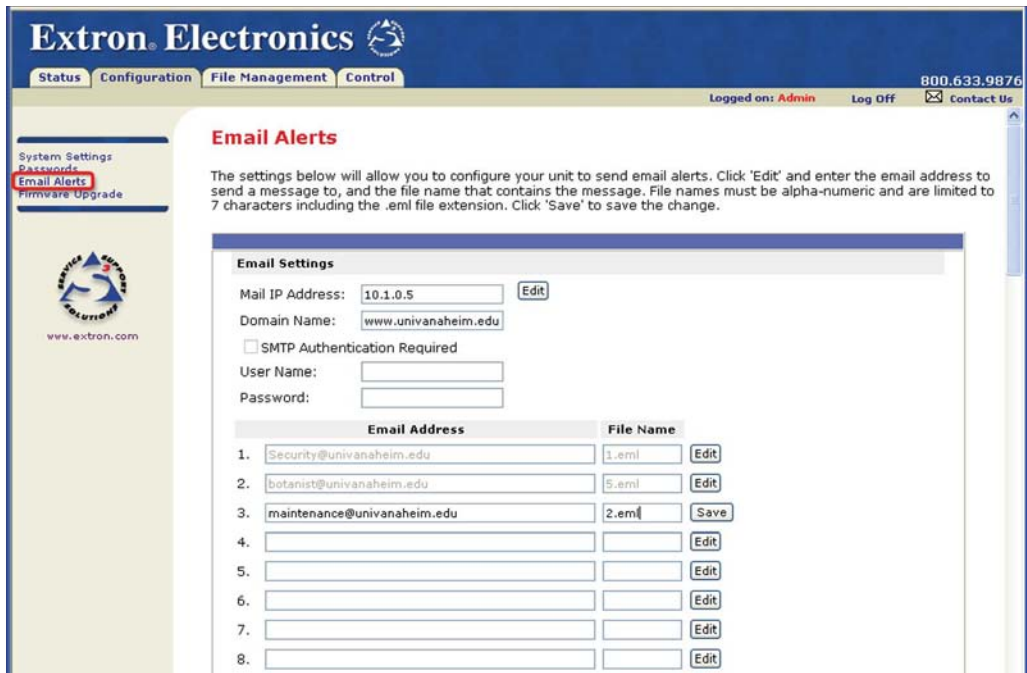 Extron. Electronics
Status Configuration File Management Control
800.633.9876
Logged on: Admin Log Off Contact Us
System Settings
Passwords
Email Alerts
Firmware Upgrade
SERVICE SUPPORT SOLUTIONS
S3
www.extron.com
Email Alerts
The settings below will allow you to configure your unit to send email alerts. Click 'Edit' and enter the email address to
send a message to, and the file name that contains the message. File names must be alpha-numeric and are limited to
7 characters including the .eml file extension. Click 'Save' to save the change.
Email Settings
Mail IP Address: 10.1.0.5 Edit
Domain Name: www.univanaheim.edu
SMTP Authentication Required
User Name:
Password:
Email Address File Name
1. Security@univanaheim.edu 1.eml Edit
2. botanist@univanaheim.edu 5.eml Edit
3. maintenance@univanaheim.edu 2.eml Save
4. Edit
5. Edit
6. Edit
7. Edit
8. Edit